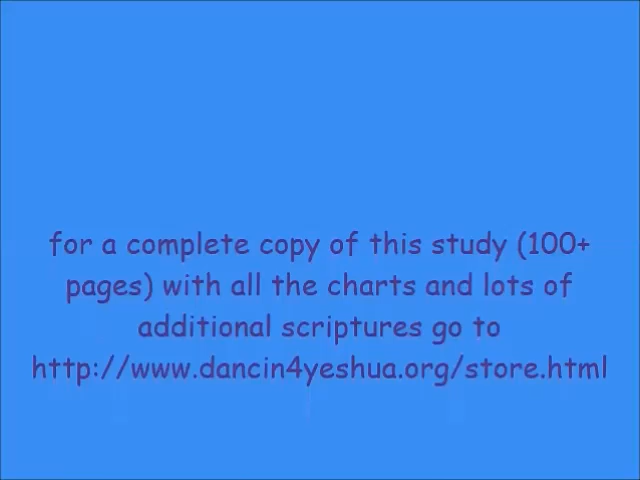 for a complete copy of this study (100+
pages) with all the charts and lots of
additional scriptures go to
http://www.dancin4yeshua.org/store.html